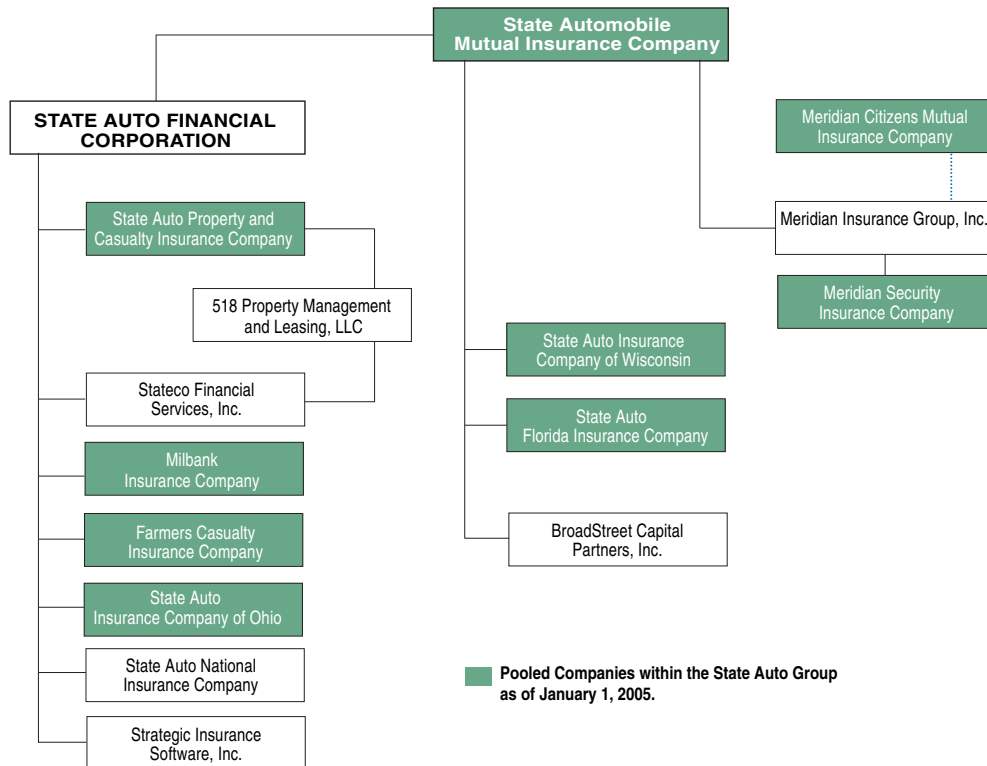 State Automobile
Mutual Insurance Company
STATE AUTO FINANCIAL
CORPORATION
Meridian Citizens Mutual
Insurance Company
State Auto Property and
Casualty Insurance Company
Meridian Insurance Group, Inc.
518 Property Management
and Leasing, LLC
Meridian Security
Insurance Company
State Auto Insurance
Company of Wisconsin
Stateco Financial
Services, Inc.
State Auto
Florida Insurance Company
Milbank
Insurance Company
Farmers Casualty
Insurance Company
BroadStreet Capital
Partners, Inc.
State Auto
Insurance Company of Ohio
State Auto National
Insurance Company
Pooled Companies within the State Auto Group
as of January 1, 2005.
Strategic Insurance
Software, Inc.